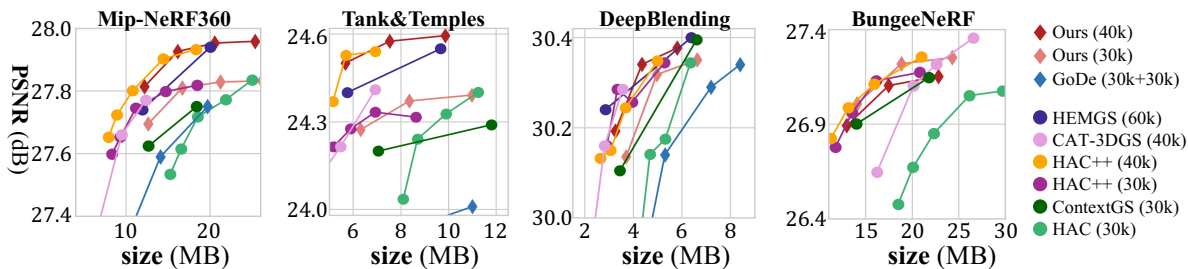 Mip-NeRF360
Tank&Temples
DeepBlending
BungeeNeRF
PSNR (dB)
28.0
27.8
27.6
27.4
10
20
size (MB)
24.6
24.3
24.0
6
8
10
12
size (MB)
30.4
30.2
30.0
2
4
6
8
size (MB)
27.4
26.9
26.4
15
20
25
30
size (MB)
Ours (40k)
Ours (30k)
GoDe (30k+30k)
HEMGS (60k)
CAT-3DGS (40k)
HAC++ (40k)
HAC++ (30k)
ContextGS (30k)
HAC (30k)